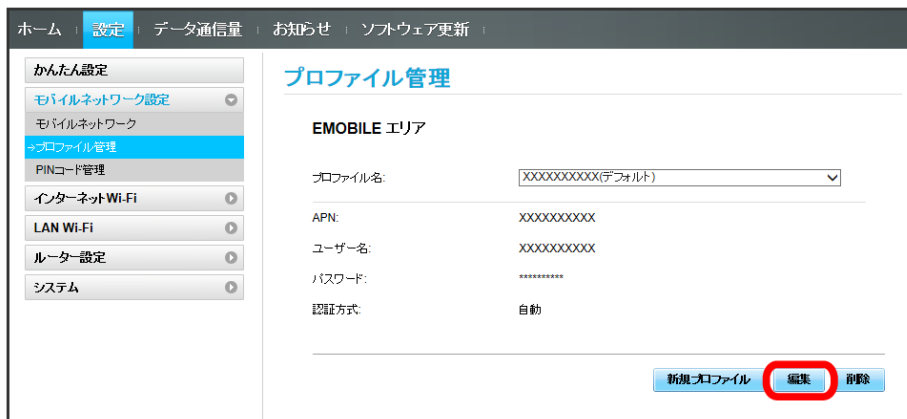 ホーム 設定 データ通信量 お知らせ ソフトウェア更新
かんたん設定
モバイルネットワーク設定
モバイルネットワーク
→プロファイル管理
PINコード管理
インターネットWi-Fi
LAN Wi-Fi
ルーター設定
システム
プロファイル管理
EMOBILE エリア
プロファイル名: XXXXXXXXXX(デフォルト)
APN: XXXXXXXXXX
ユーザー名: XXXXXXXXXX
パスワード: **********
認証方式: 自動
新規プロファイル 編集 削除